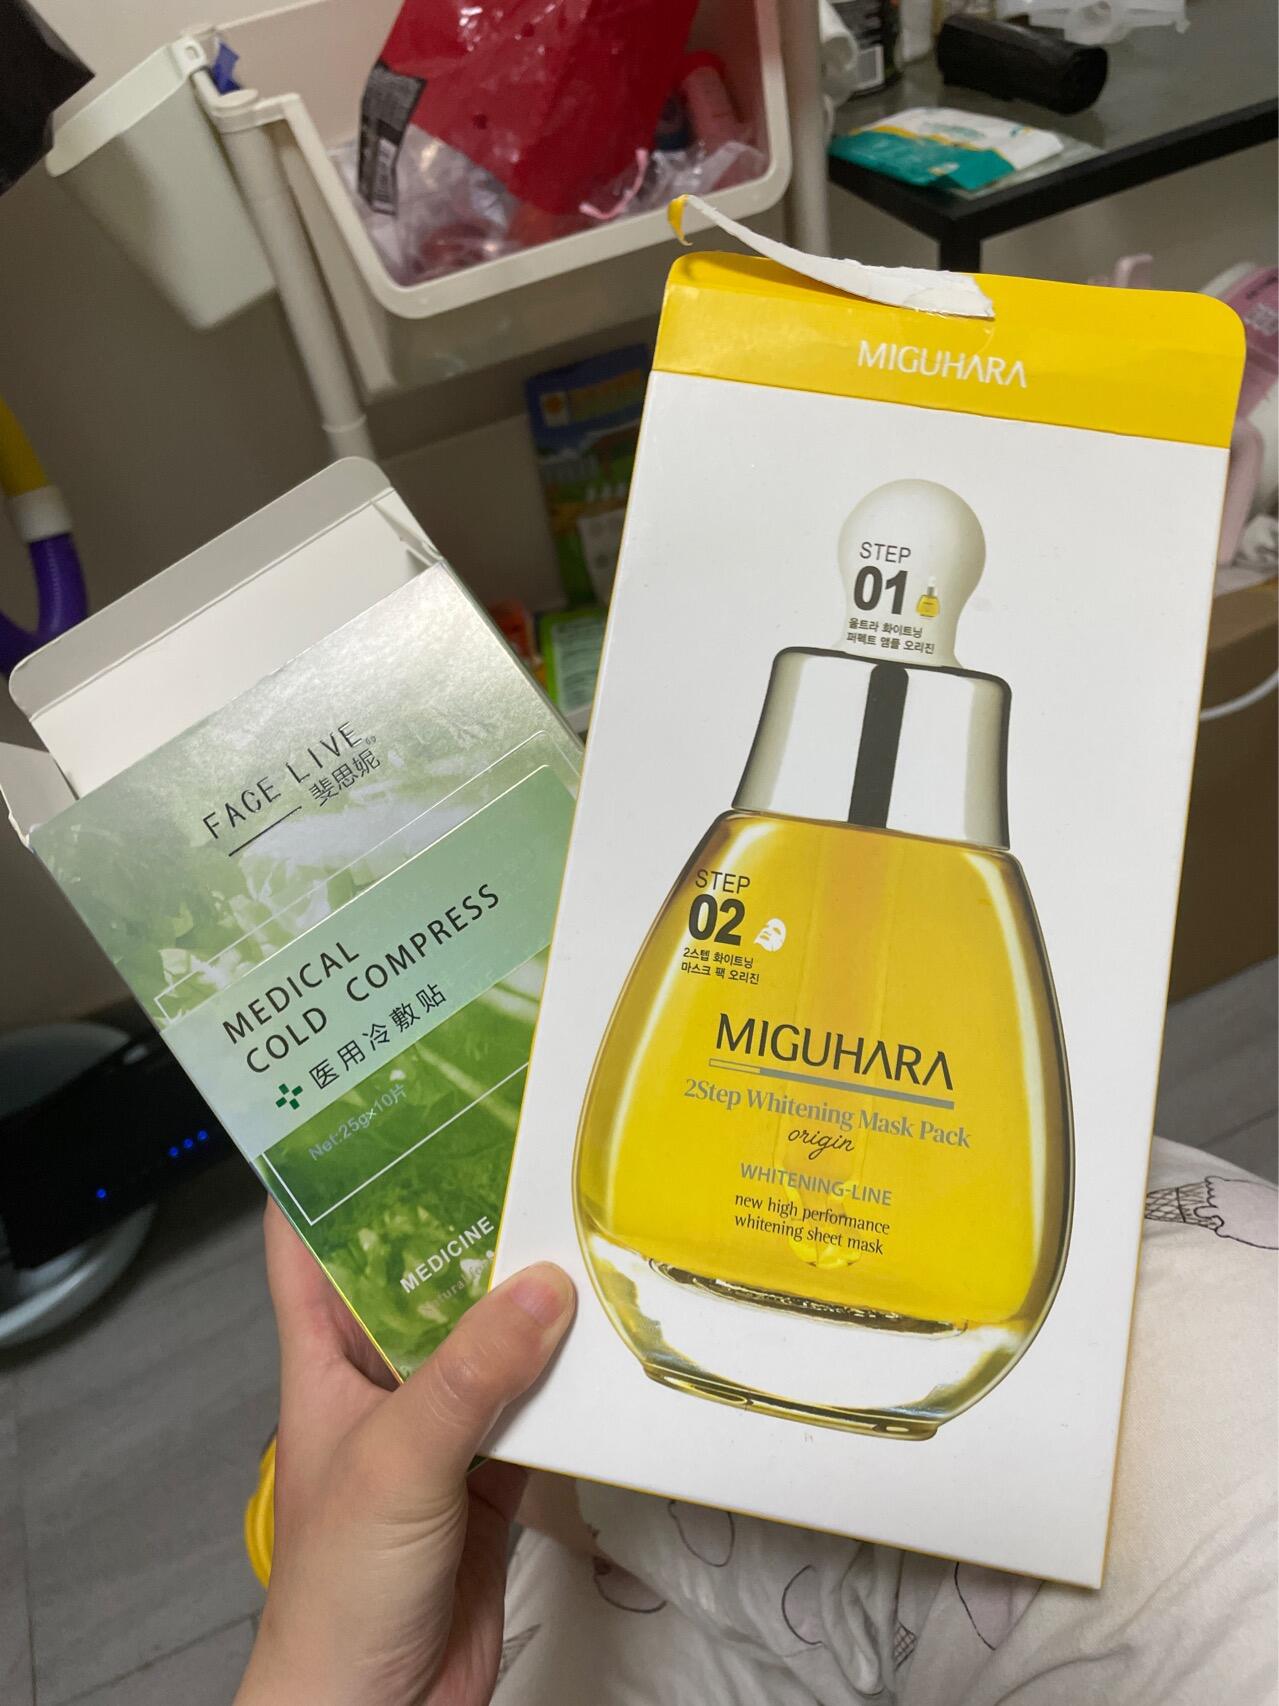 FACE LIVE
斐思妮
MEDICAL
COLD COMPRESS
医用冷敷贴
Net:25g×10片
MEDICINE
MIGUHARA
STEP
01
울트라 화이트닝
퍼펙트 앰플 오리진
STEP
02
2스텝 화이트닝
마스크 팩 오리진
MIGUHARA
2Step Whitening Mask Pack
origin
WHITENING-LINE
new high performance
whitening sheet mask